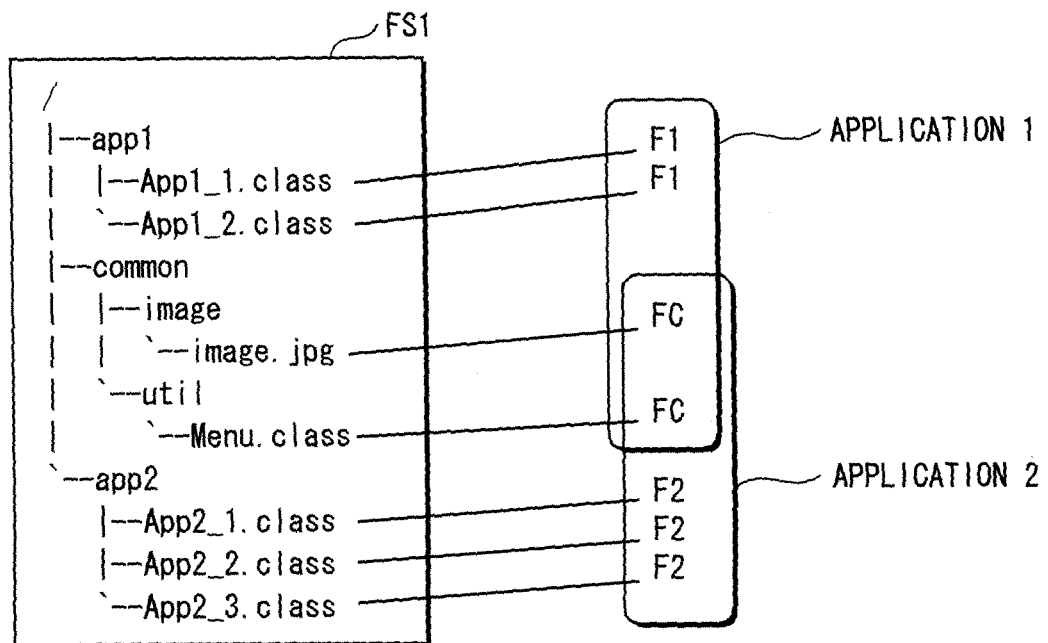 FS1
/
|--app1
| |--App1_1.class
| `--App1_2.class
|--common
| |--image
| | `--image.jpg
| `--util
| `--Menu.class
`--app2
|--App2_1.class
|--App2_2.class
`--App2_3.class
F1
F1
FC
FC
F2
F2
F2
APPLICATION 1
APPLICATION 2